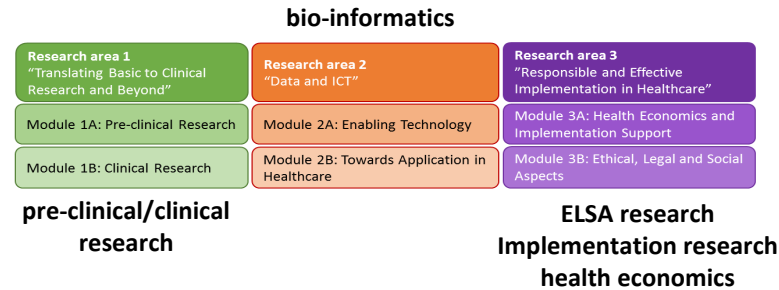 bio-informatics
Research area 1
“Translating Basic to Clinical
Research and Beyond”
Module 1A: Pre-clinical Research
Module 1B: Clinical Research
Research area 2
“Data and ICT”
Module 2A: Enabling Technology
Module 2B: Towards Application in
Healthcare
Research area 3
”Responsible and Effective
Implementation in Healthcare”
Module 3A: Health Economics and
Implementation Support
Module 3B: Ethical, Legal and Social
Aspects
pre-clinical/clinical
research
ELSA research
Implementation research
health economics